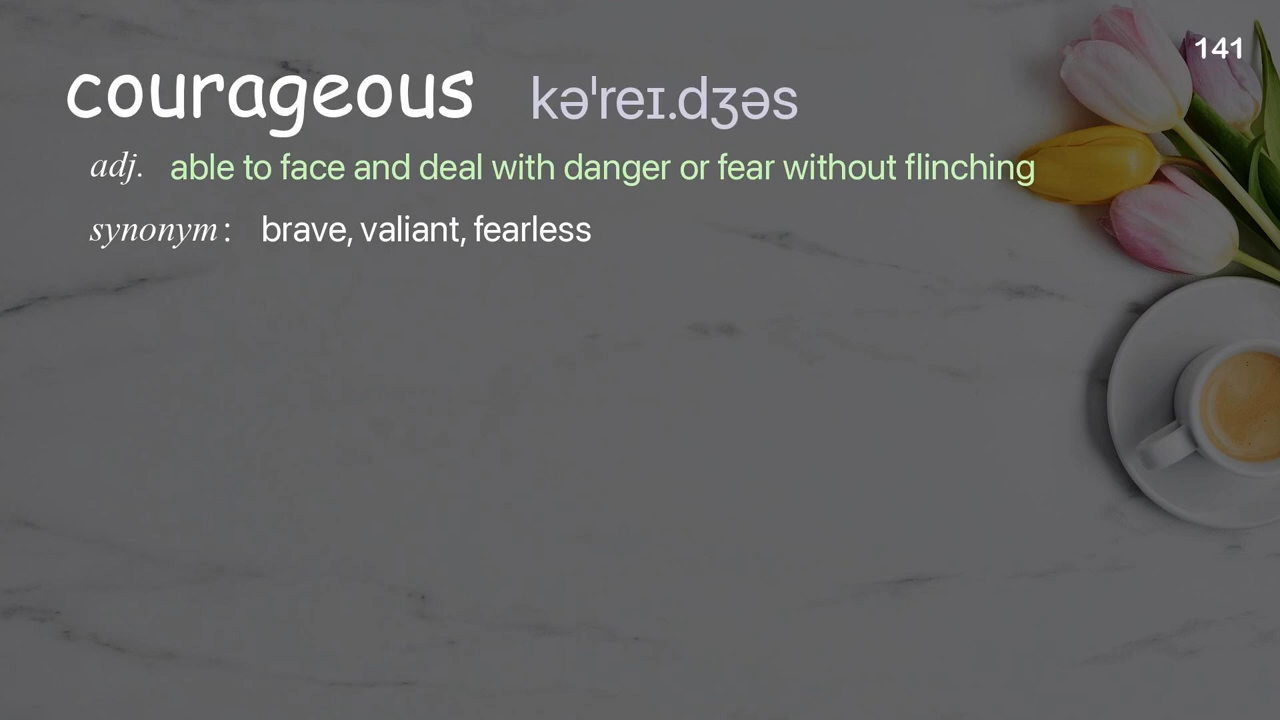 141
courageous kəˈreɪ.dʒəs
adj. able to face and deal with danger or fear without flinching
synonym: brave, valiant, fearless